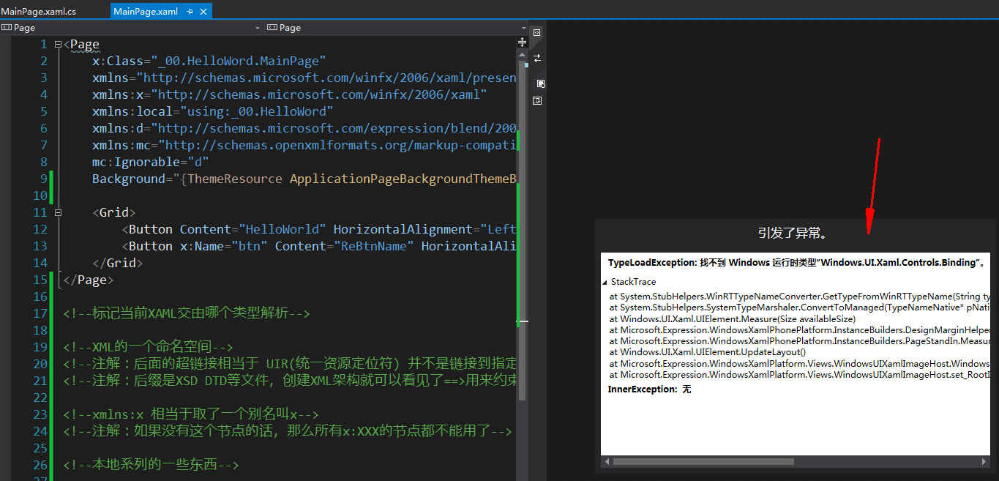 MainPage.xaml.cs
MainPage.xaml
Page
Page
1 <Page
2 x:Class="_00.HelloWord.MainPage"
3 xmlns="http://schemas.microsoft.com/winfx/2006/xaml/presen
4 xmlns:x="http://schemas.microsoft.com/winfx/2006/xaml"
5 xmlns:local="using:_00.HelloWord"
6 xmlns:d="http://schemas.microsoft.com/expression/blend/200
7 xmlns:mc="http://schemas.openxmlformats.org/markup-compati
8 mc:Ignorable="d"
9 Background="{ThemeResource ApplicationPageBackgroundThemeB
10
11 <Grid>
12 <Button Content="HelloWorld" HorizontalAlignment="Left
13 <Button x:Name="btn" Content="ReBtnName" HorizontalAli
14 </Grid>
15 </Page>
16
17 <!--标记当前XAML交由哪个类型解析-->
18
19 <!--XML的一个命名空间-->
20 <!--注解：后面的超链接相当于 UIR(统一资源定位符) 并不是链接到指定
21 <!--注解：后缀是XSD DTD等文件，创建XML架构就可以看见了==>用来约束
22
23 <!--xmlns:x 相当于取了一个别名叫x-->
24 <!--注解：如果没有这个节点的话，那么所有x:XXX的节点都不能用了-->
25
26 <!--本地系列的一些东西-->
27
引发了异常。
TypeLoadException: 找不到 Windows 运行时类型“Windows.UI.Xaml.Controls.Binding”。
StackTrace
at System.StubHelpers.WinRTTypeNameConverter.GetTypeFromWinRTTypeName(String ty
at System.StubHelpers.SystemTypeMarshaler.ConvertToManaged(TypeNameNative* pNati
at Windows.UI.Xaml.UIElement.Measure(Size availableSize)
at Microsoft.Expression.WindowsXamlPhonePlatform.InstanceBuilders.DesignMarginHelper
at Microsoft.Expression.WindowsXamlPhonePlatform.InstanceBuilders.PageStandIn.Measur
at Windows.UI.Xaml.UIElement.UpdateLayout()
at Microsoft.Expression.WindowsXamlPlatform.Views.WindowsUIXamlImageHost.Windows
at Microsoft.Expression.WindowsXamlPlatform.Views.WindowsUIXamlImageHost.set_RootI
InnerException: 无